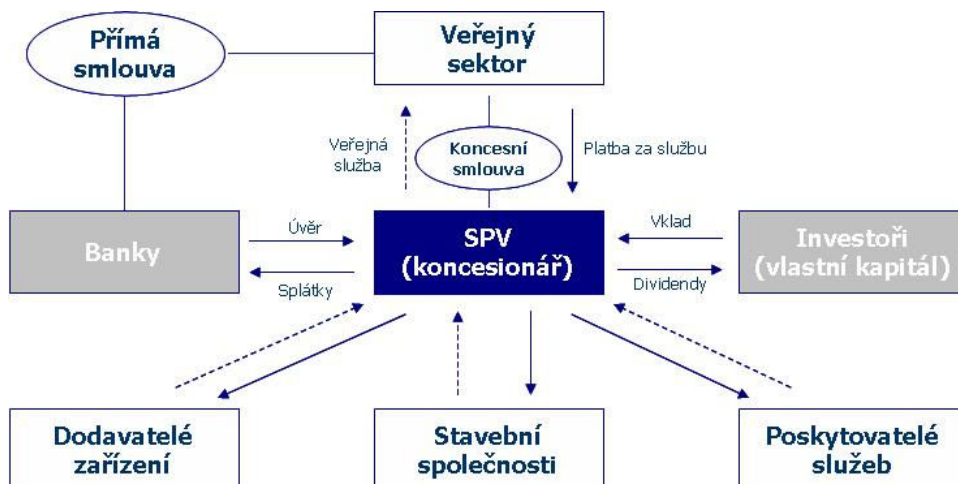 Přímá
smlouva
Veřejný
sektor
Veřejná
služba
Koncesní
smlouva
Platba za službu
Banky
Úvěr
Splátky
SPV
(koncesionář)
Vklad
Dividendy
Investoři
(vlastní kapitál)
Dodavatelé
zařízení
Stavební
společnosti
Poskytovatelé
služeb